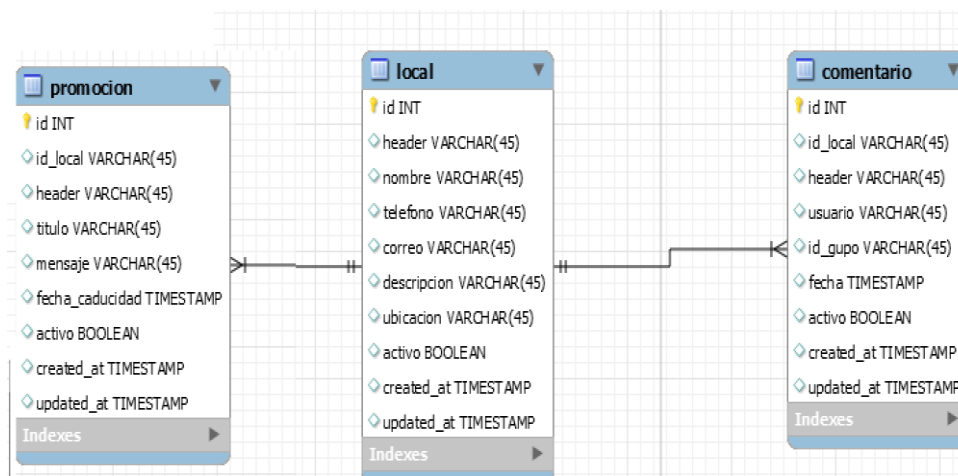 promocion
id INT
id_local VARCHAR(45)
header VARCHAR(45)
titulo VARCHAR(45)
mensaje VARCHAR(45)
fecha_caducidad TIMESTAMP
activo BOOLEAN
created_at TIMESTAMP
updated_at TIMESTAMP
Indexes
local
id INT
header VARCHAR(45)
nombre VARCHAR(45)
telefono VARCHAR(45)
correo VARCHAR(45)
descripcion VARCHAR(45)
ubicacion VARCHAR(45)
activo BOOLEAN
created_at TIMESTAMP
updated_at TIMESTAMP
Indexes
comentario
id INT
id_local VARCHAR(45)
header VARCHAR(45)
usuario VARCHAR(45)
id_gupo VARCHAR(45)
fecha TIMESTAMP
activo BOOLEAN
created_at TIMESTAMP
updated_at TIMESTAMP
Indexes